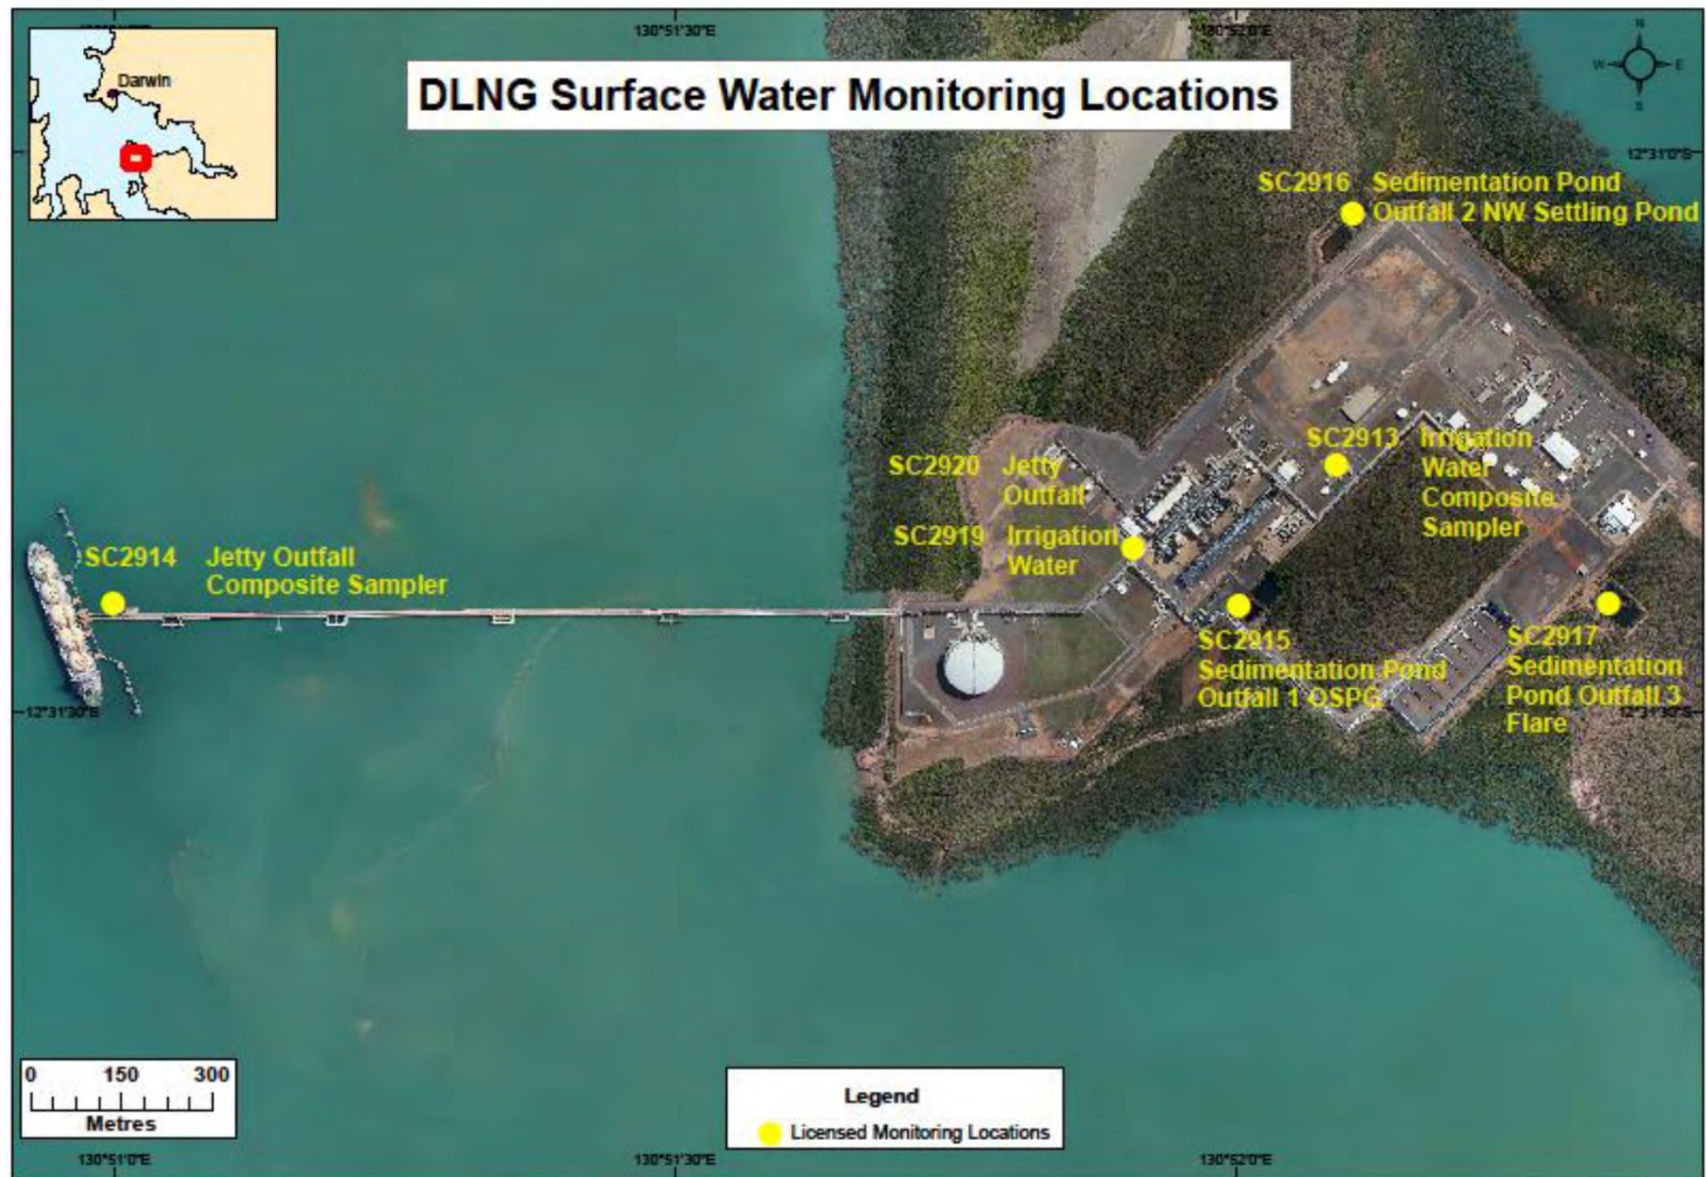 130°51'30"E
130°52'0"E
Darwin
DLNG Surface Water Monitoring Locations
N
W
E
S
12°31'0"S
SC2916 Sedimentation Pond
Outfall 2 NW Settling Pond
SC2913 Irrigation
Water
Composite
Sampler
SC2920 Jetty
Outfall
SC2919 Irrigation
Water
SC2914 Jetty Outfall
Composite Sampler
SC2915
Sedimentation Pond
Outfall 1 OSPG
SC2917
Sedimentation
Pond Outfall 3
Flare
12°31'30"S
12°31'30"S
0 150 300
Metres
Legend
Licensed Monitoring Locations
130°51'0"E
130°51'30"E
130°52'0"E